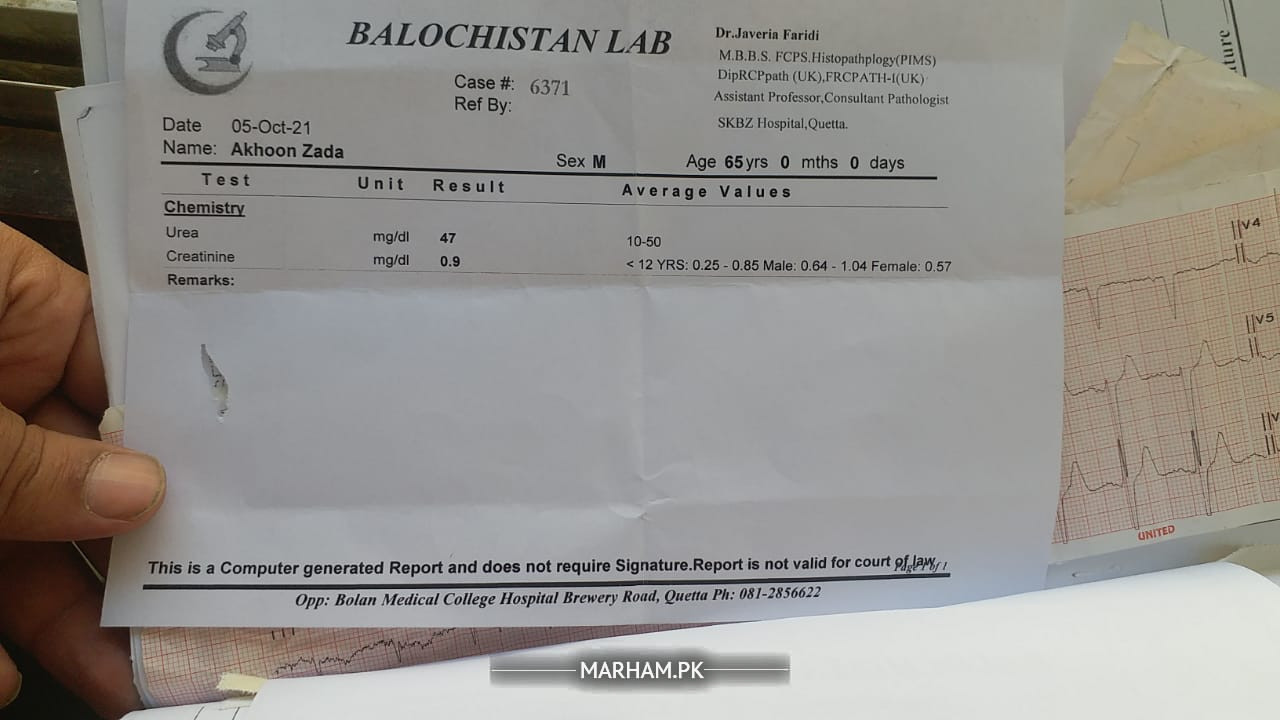 BALOCHISTAN LAB
Case #: 6371
Ref By:
Dr.Javeria Faridi
M.B.B.S. FCPS.Histopathplogy(PIMS)
DipRCPpath (UK),FRCPATH-I(UK)
Assistant Professor,Consultant Pathologist
SKBZ Hospital,Quetta.
Date 05-Oct-21
Name: Akhoon Zada
Sex M Age 65yrs 0 mths 0 days
Test Unit Result Average Values
Chemistry
Urea mg/dl 47 10-50
Creatinine mg/dl 0.9 < 12 YRS: 0.25 - 0.85 Male: 0.64 - 1.04 Female: 0.57
Remarks:
This is a Computer generated Report and does not require Signature.Report is not valid for court of law.
Page 1 of 1
Opp: Bolan Medical College Hospital Brewery Road, Quetta Ph: 081-2856622
V4
V5
UNITED
MARHAM.PK